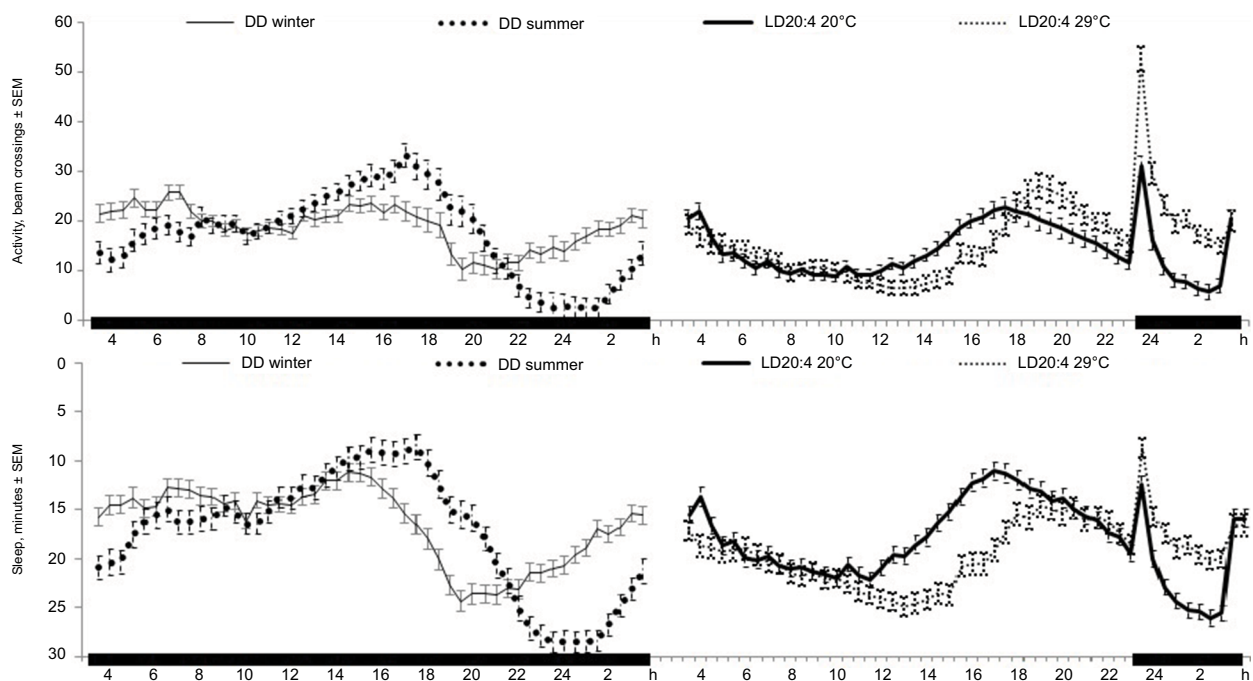 60 DD winter DD summer LD20:4 20°C LD20:4 29°C
50
40
30
20
10
0
Activity, beam crossings ± SEM
4 6 8 10 12 14 16 18 20 22 24 2 h 4 6 8 10 12 14 16 18 20 22 24 2 h
0 DD winter DD summer LD20:4 20°C LD20:4 29°C
5
10
15
20
25
30
Sleep, minutes ± SEM
4 6 8 10 12 14 16 18 20 22 24 2 h 4 6 8 10 12 14 16 18 20 22 24 2 h